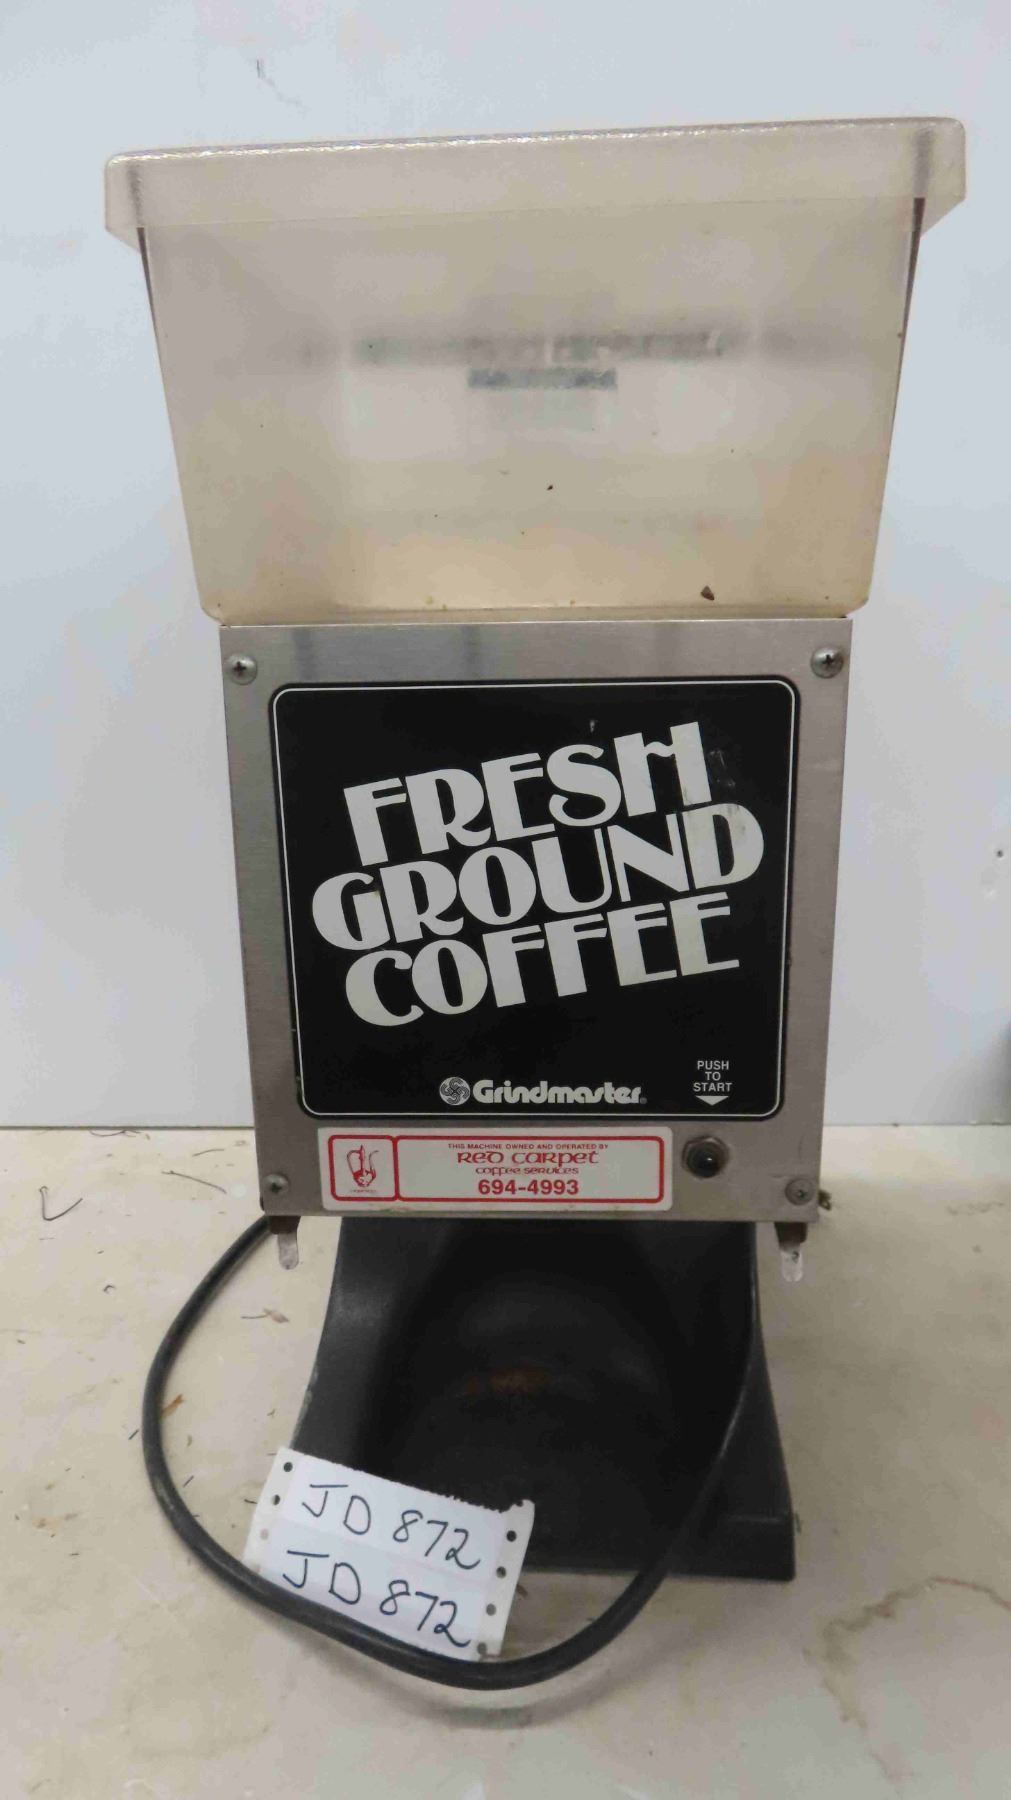 FRESH
GROUND
COFFEE
Grindmaster
PUSH
TO
START
THIS MACHINE OWNED AND OPERATED BY
RED CARPET
COFFEE SERVICES
694-4993
JD 872
JD 872